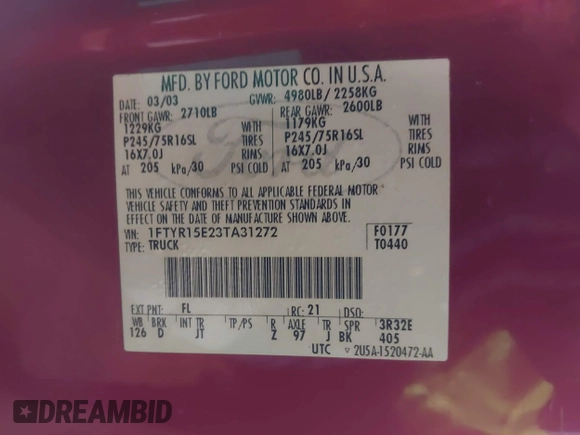 MFD. BY FORD MOTOR CO. IN U.S.A.
DATE: 03/03 GVWR: 4980LB/ 2258KG
FRONT GAWR: 2710LB REAR GAWR: 2600LB
1229KG WITH 1179KG WITH
P245/75R16SL TIRES P245/75R16SL TIRES
16X7.0J RIMS 16X7.0J RIMS
AT 205 kPa/30 PSI COLD AT 205 kPa/30 PSI COLD
THIS VEHICLE CONFORMS TO ALL APPLICABLE FEDERAL MOTOR
VEHICLE SAFETY AND THEFT PREVENTION STANDARDS IN
EFFECT ON THE DATE OF MANUFACTURE SHOWN ABOVE.
VIN: 1FTYR15E23TA31272 F0177
TYPE: TRUCK T0440
EXT PNT: FL RC: 21 DSO:
WB BRK INT TR TP/PS R AXLE TR SPR 3R32E
126 D JT Z 97 J BK 405
UTC 2U5A-1520472-AA
Ford
DREAMBID